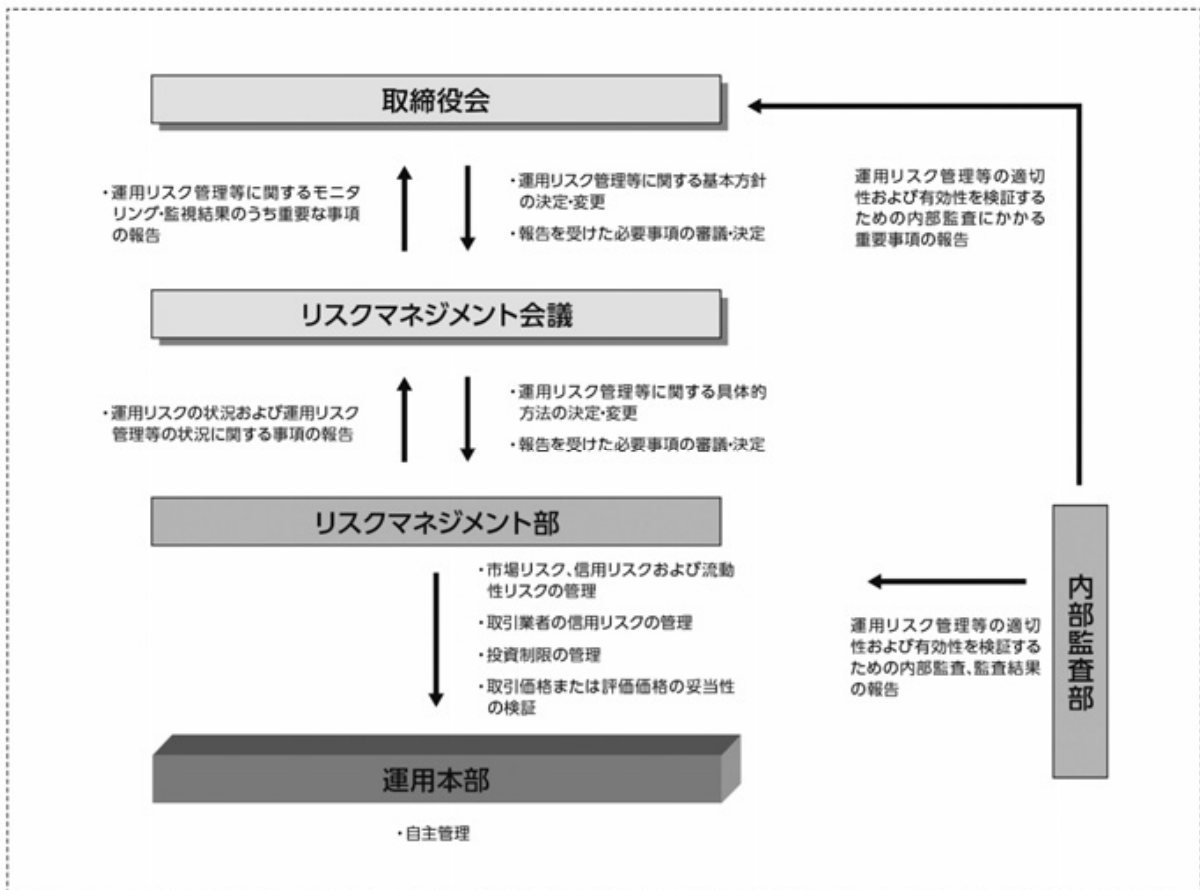 取締役会
・運用リスク管理等に関するモニタ
リング・監視結果のうち重要な事項
の報告
・運用リスク管理等に関する基本方針
の決定・変更
・報告を受けた必要事項の審議・決定
運用リスク管理等の適切
性および有効性を検証す
るための内部監査にかかる
重要事項の報告
リスクマネジメント会議
・運用リスクの状況および運用リスク
管理等の状況に関する事項の報告
・運用リスク管理等に関する具体的
方法の決定・変更
・報告を受けた必要事項の審議・決定
リスクマネジメント部
・市場リスク、信用リスクおよび流動
性リスクの管理
・取引業者の信用リスクの管理
・投資制限の管理
・取引価格または評価価格の妥当性
の検証
運用リスク管理等の適切
性および有効性を検証する
ための内部監査、監査結果
の報告
内部監査部
運用本部
・自主管理